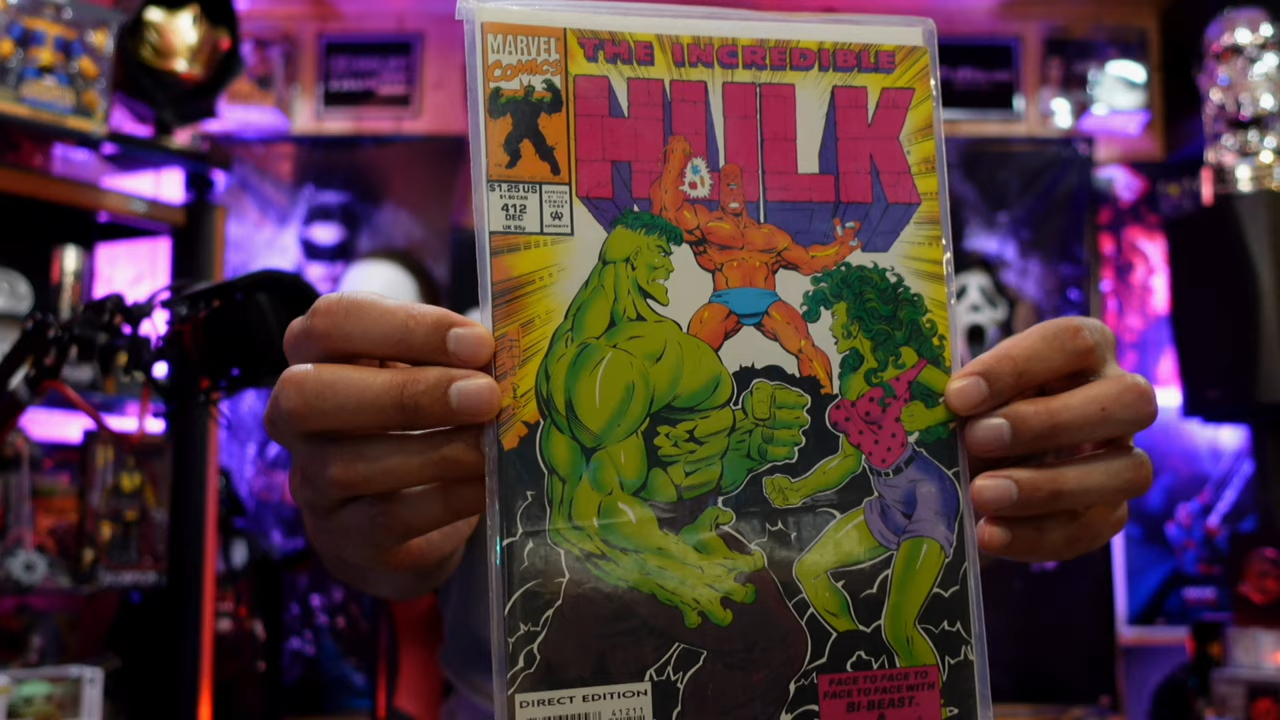 MARVEL
COMICS
THE INCREDIBLE
HULK
$1.25 US
$1.60 CAN
412
DEC
UK 95p
APPROVED
BY THE
COMICS
CODE
AUTHORITY
DIRECT EDITION
41211
FACE TO FACE TO
FACE TO FACE WITH
BI-BEAST